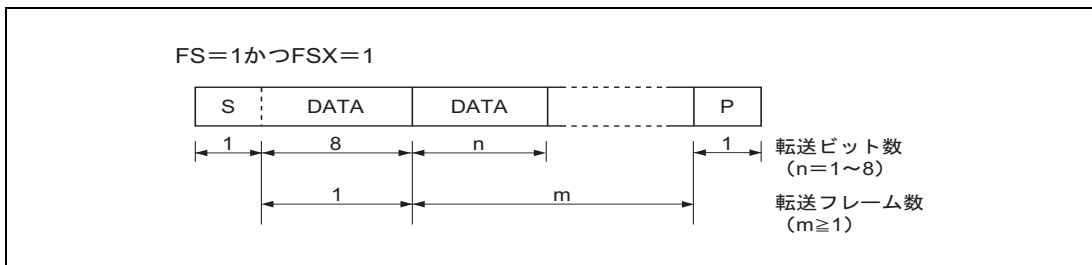 FS=1かつFSX=1
S DATA DATA P
1 8 n 1 転送ビット数
(n=1~8)
1 m 転送フレーム数
(m≧1)